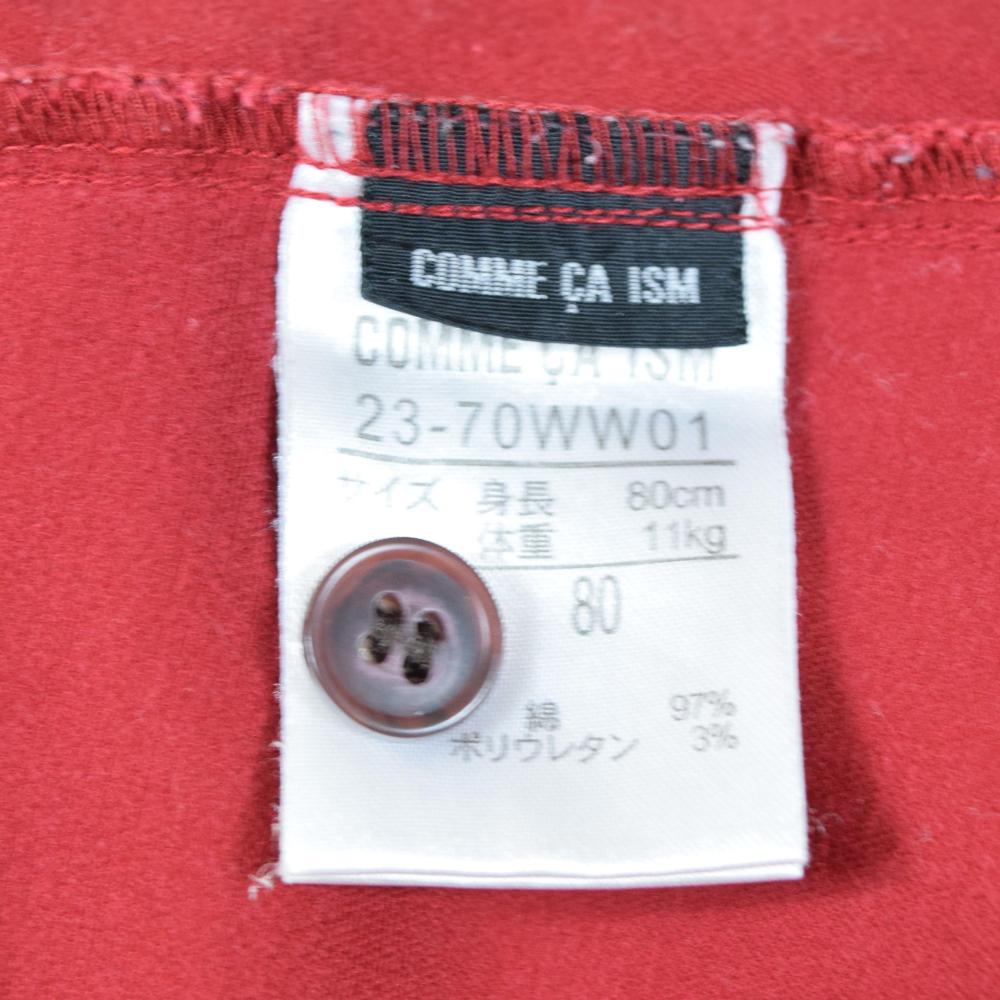 COMME ÇA ISM
COMME ÇA ISM
23-70WW01
サイズ 身長 80cm
体重 11kg
80
綿 97%
ポリウレタン 3%